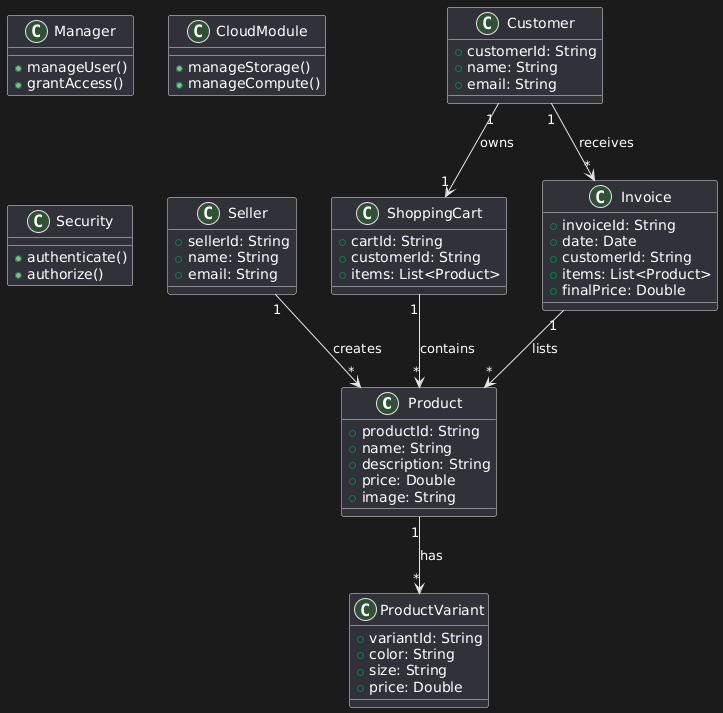 C Manager
manageUser()
grantAccess()
C CloudModule
manageStorage()
manageCompute()
C Customer
customerId: String
name: String
email: String
1
1
owns
receives
1
*
C Security
authenticate()
authorize()
C Seller
sellerId: String
name: String
email: String
C ShoppingCart
cartId: String
customerId: String
items: List<Product>
C Invoice
invoiceId: String
date: Date
customerId: String
items: List<Product>
finalPrice: Double
1
1
1
creates
contains
lists
*
*
*
C Product
productId: String
name: String
description: String
price: Double
image: String
1
has
*
C ProductVariant
variantId: String
color: String
size: String
price: Double